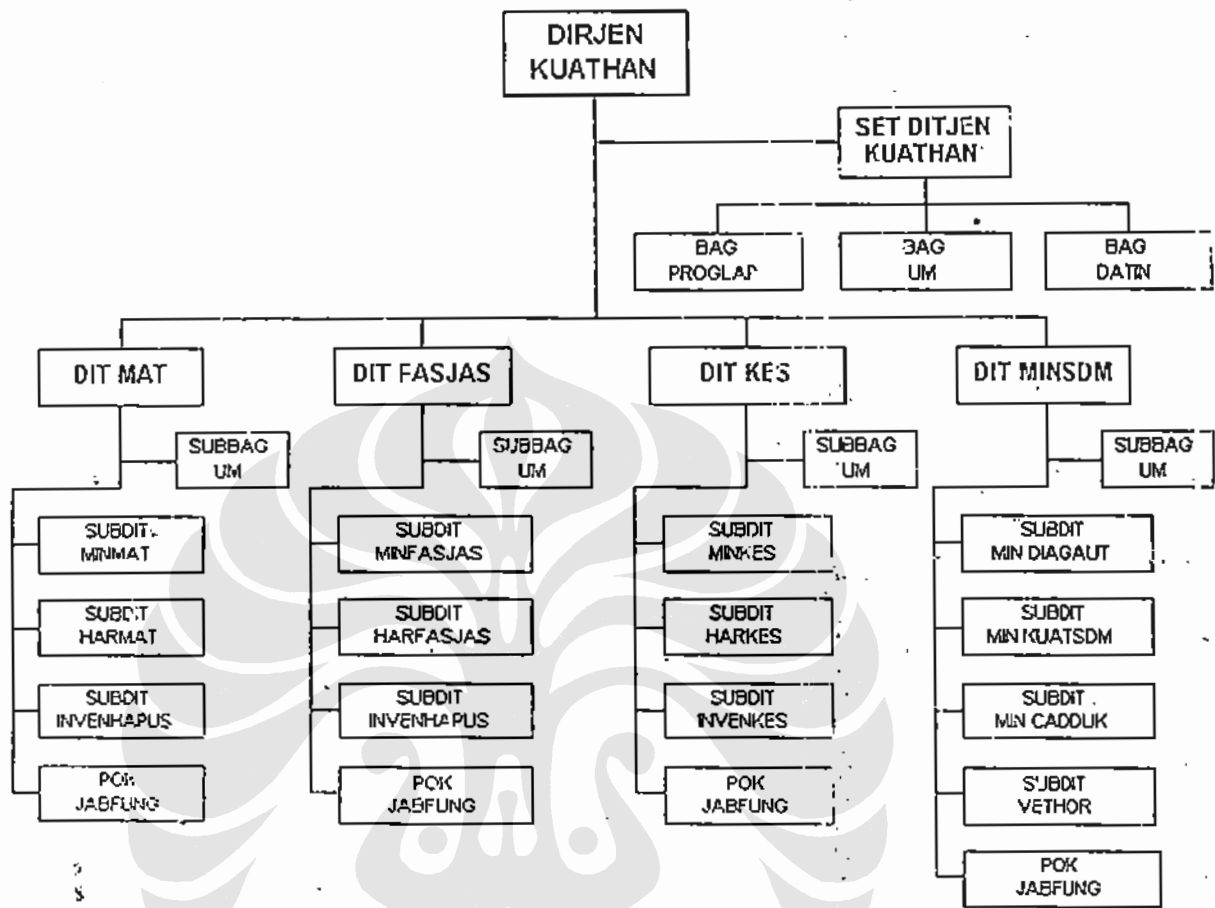 DIRJEN
KUATHAN
SET DITJEN
KUATHAN
BAG
PROGLAP
BAG
UM
BAG
DATIN
DIT MAT
DIT FASJAS
DIT KES
DIT MINSDM
SUBBAG
UM
SUBBAG
UM
SUBBAG
UM
SUBBAG
UM
SUBDIT
MINMAT
SUBDIT
HARMAT
SUBDIT
INVENHAPUS
POK
JABFUNG
SUBDIT
MINFASJAS
SUBDIT
HARFASJAS
SUBDIT
INVENHAPUS
POK
JABFUNG
SUBDIT
MINKES
SUBDIT
HARKES
SUBDIT
INVENKES
POK
JABFUNG
SUBDIT
MIN DIAGAUT
SUBDIT
MIN KUATSDM
SUBDIT
MIN CADDUK
SUBDIT
VETHOR
POK
JABFUNG